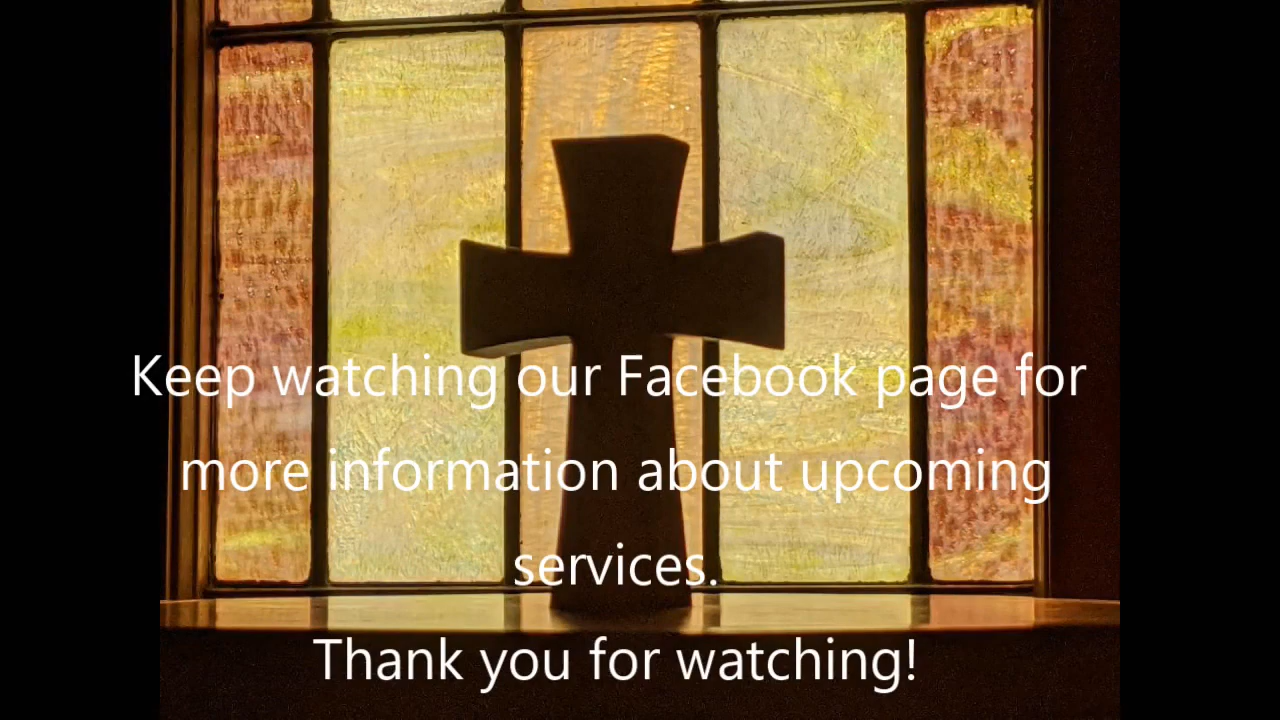 Keep watching our Facebook page for
more information about upcoming
services.
Thank you for watching!